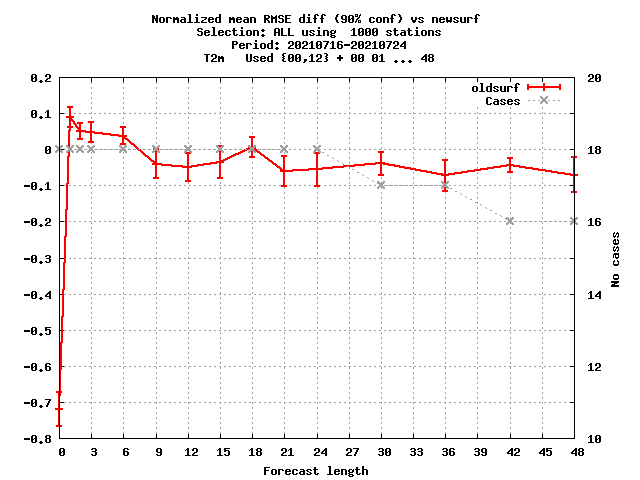 Normalized mean RMSE diff (90% conf) vs newsurf
Selection: ALL using  1000 stations
Period: 20210716-20210724
T2m   Used {00,12} + 00 01 ... 48
oldsurf
Cases
0.2
0.1
0
-0.1
-0.2
-0.3
-0.4
-0.5
-0.6
-0.7
-0.8
20
18
16
14
12
10
No cases
0 3 6 9 12 15 18 21 24 27 30 33 36 39 42 45 48
Forecast length